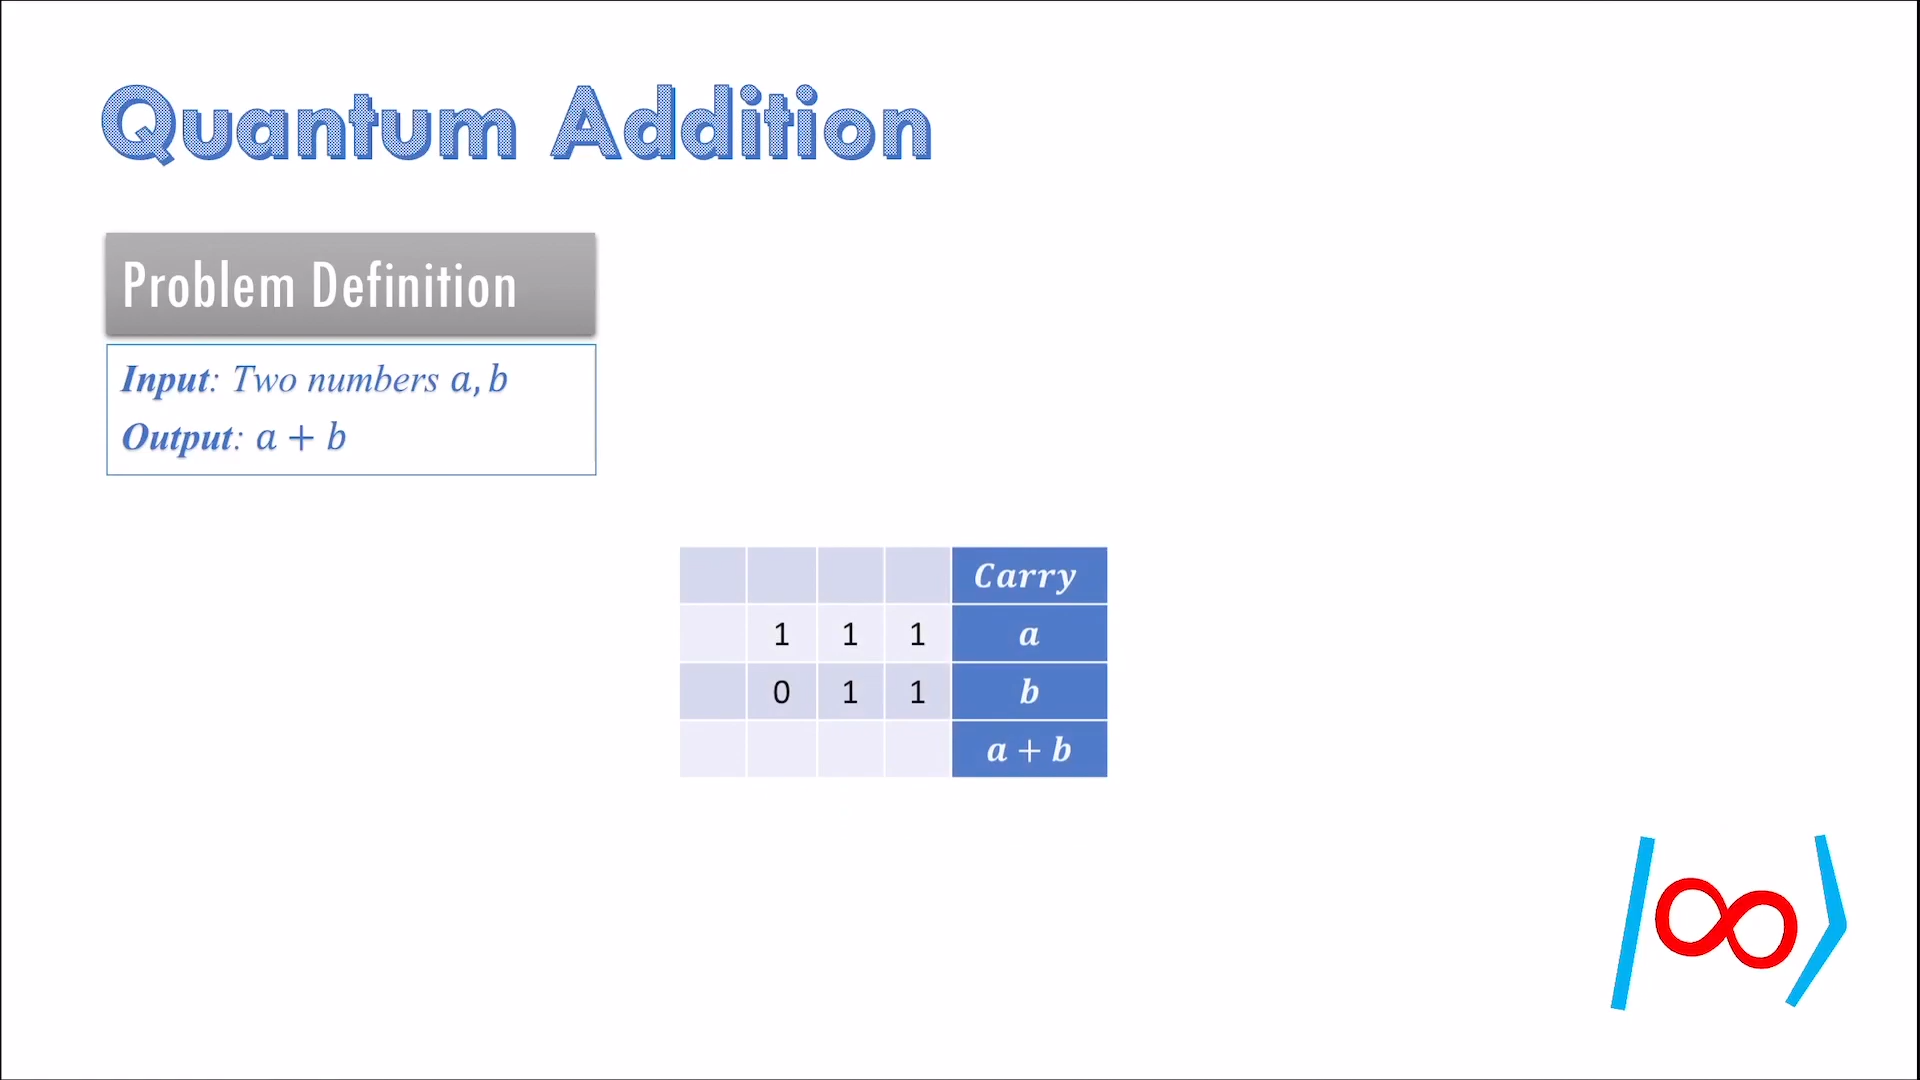 Quantum Addition
Problem Definition
Input: Two numbers a, b
Output: a + b
Carry
1 1 1 a
0 1 1 b
a + b
|∞⟩